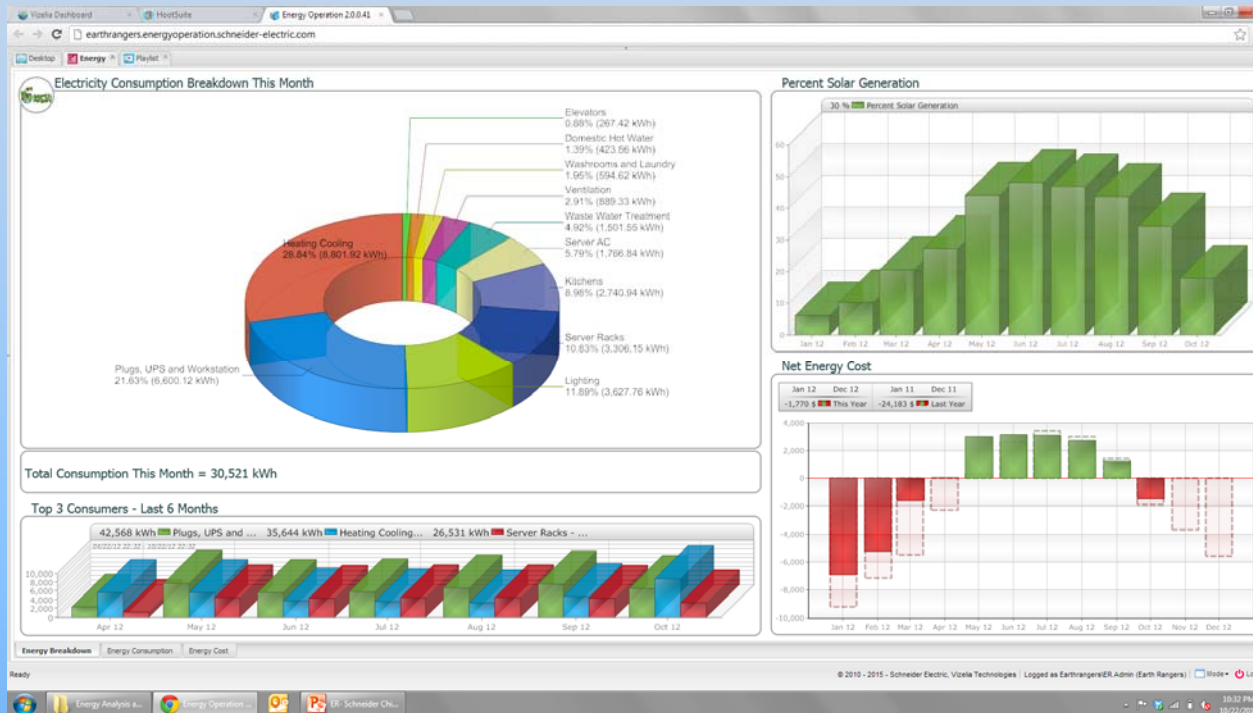 Vizelia Dashboard
HootSuite
Energy Operation 2.0.0.41
earthrangers.energyoperation.schneider-electric.com
Desktop
Energy
Playlist
Electricity Consumption Breakdown This Month
Elevators
0.88% (267.42 kWh)
Domestic Hot Water
1.39% (423.56 kWh)
Washrooms and Laundry
1.95% (594.62 kWh)
Ventilation
2.91% (889.33 kWh)
Waste Water Treatment
4.92% (1,501.55 kWh)
Server AC
5.79% (1,766.84 kWh)
Kitchens
8.98% (2,740.94 kWh)
Server Racks
10.83% (3,306.15 kWh)
Lighting
11.89% (3,627.76 kWh)
Plugs, UPS and Workstation
21.63% (6,600.12 kWh)
Heating Cooling
28.84% (8,801.92 kWh)
Total Consumption This Month = 30,521 kWh
Top 3 Consumers - Last 6 Months
42,568 kWh Plugs, UPS and ... 35,644 kWh Heating Cooling... 26,531 kWh Server Racks - ...
10,000
8,000
6,000
4,000
2,000
0
Apr 12 May 12 Jun 12 Jul 12 Aug 12 Sep 12 Oct 12
Percent Solar Generation
30 % Percent Solar Generation
60
50
40
30
20
10
0
Jan 12 Feb 12 Mar 12 Apr 12 May 12 Jun 12 Jul 12 Aug 12 Sep 12 Oct 12
Net Energy Cost
Jan 12 Dec 12 Jan 11 Dec 11
-1,770 $ This Year -24,183 $ Last Year
4,000
2,000
0
-2,000
-4,000
-6,000
-8,000
-10,000
Jan 12 Feb 12 Mar 12 Apr 12 May 12 Jun 12 Jul 12 Aug 12 Sep 12 Oct 12 Nov 12 Dec 12
Energy Breakdown
Energy Consumption
Energy Cost
Ready
© 2010 - 2015 - Schneider Electric, Vizelia Technologies
Logged as Earthrangers\ER.Admin (Earth Rangers)
Mode
Energy Analysis a...
Energy Operation ...
ER- Schneider Chi...
10:32 PM